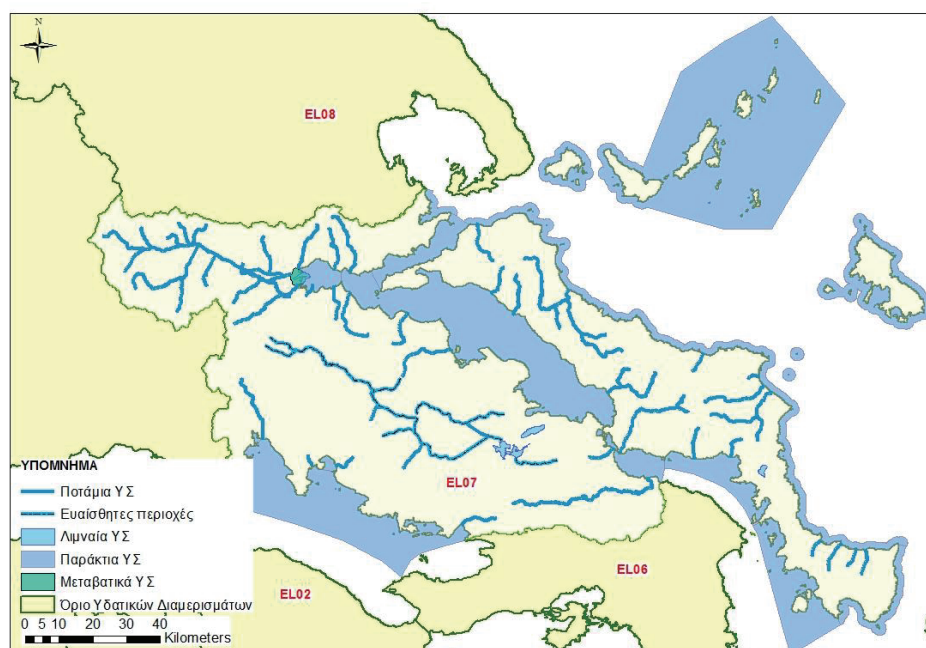 N
EL08
EL07
EL06
EL02
ΥΠΟΜΝΗΜΑ
Ποτάμια ΥΣ
Ευαίσθητες περιοχές
Λιμναία ΥΣ
Παράκτια ΥΣ
Μεταβατικά ΥΣ
Όριο Υδατικών Διαμερισμάτων
0 5 10 20 30 40
Kilometers